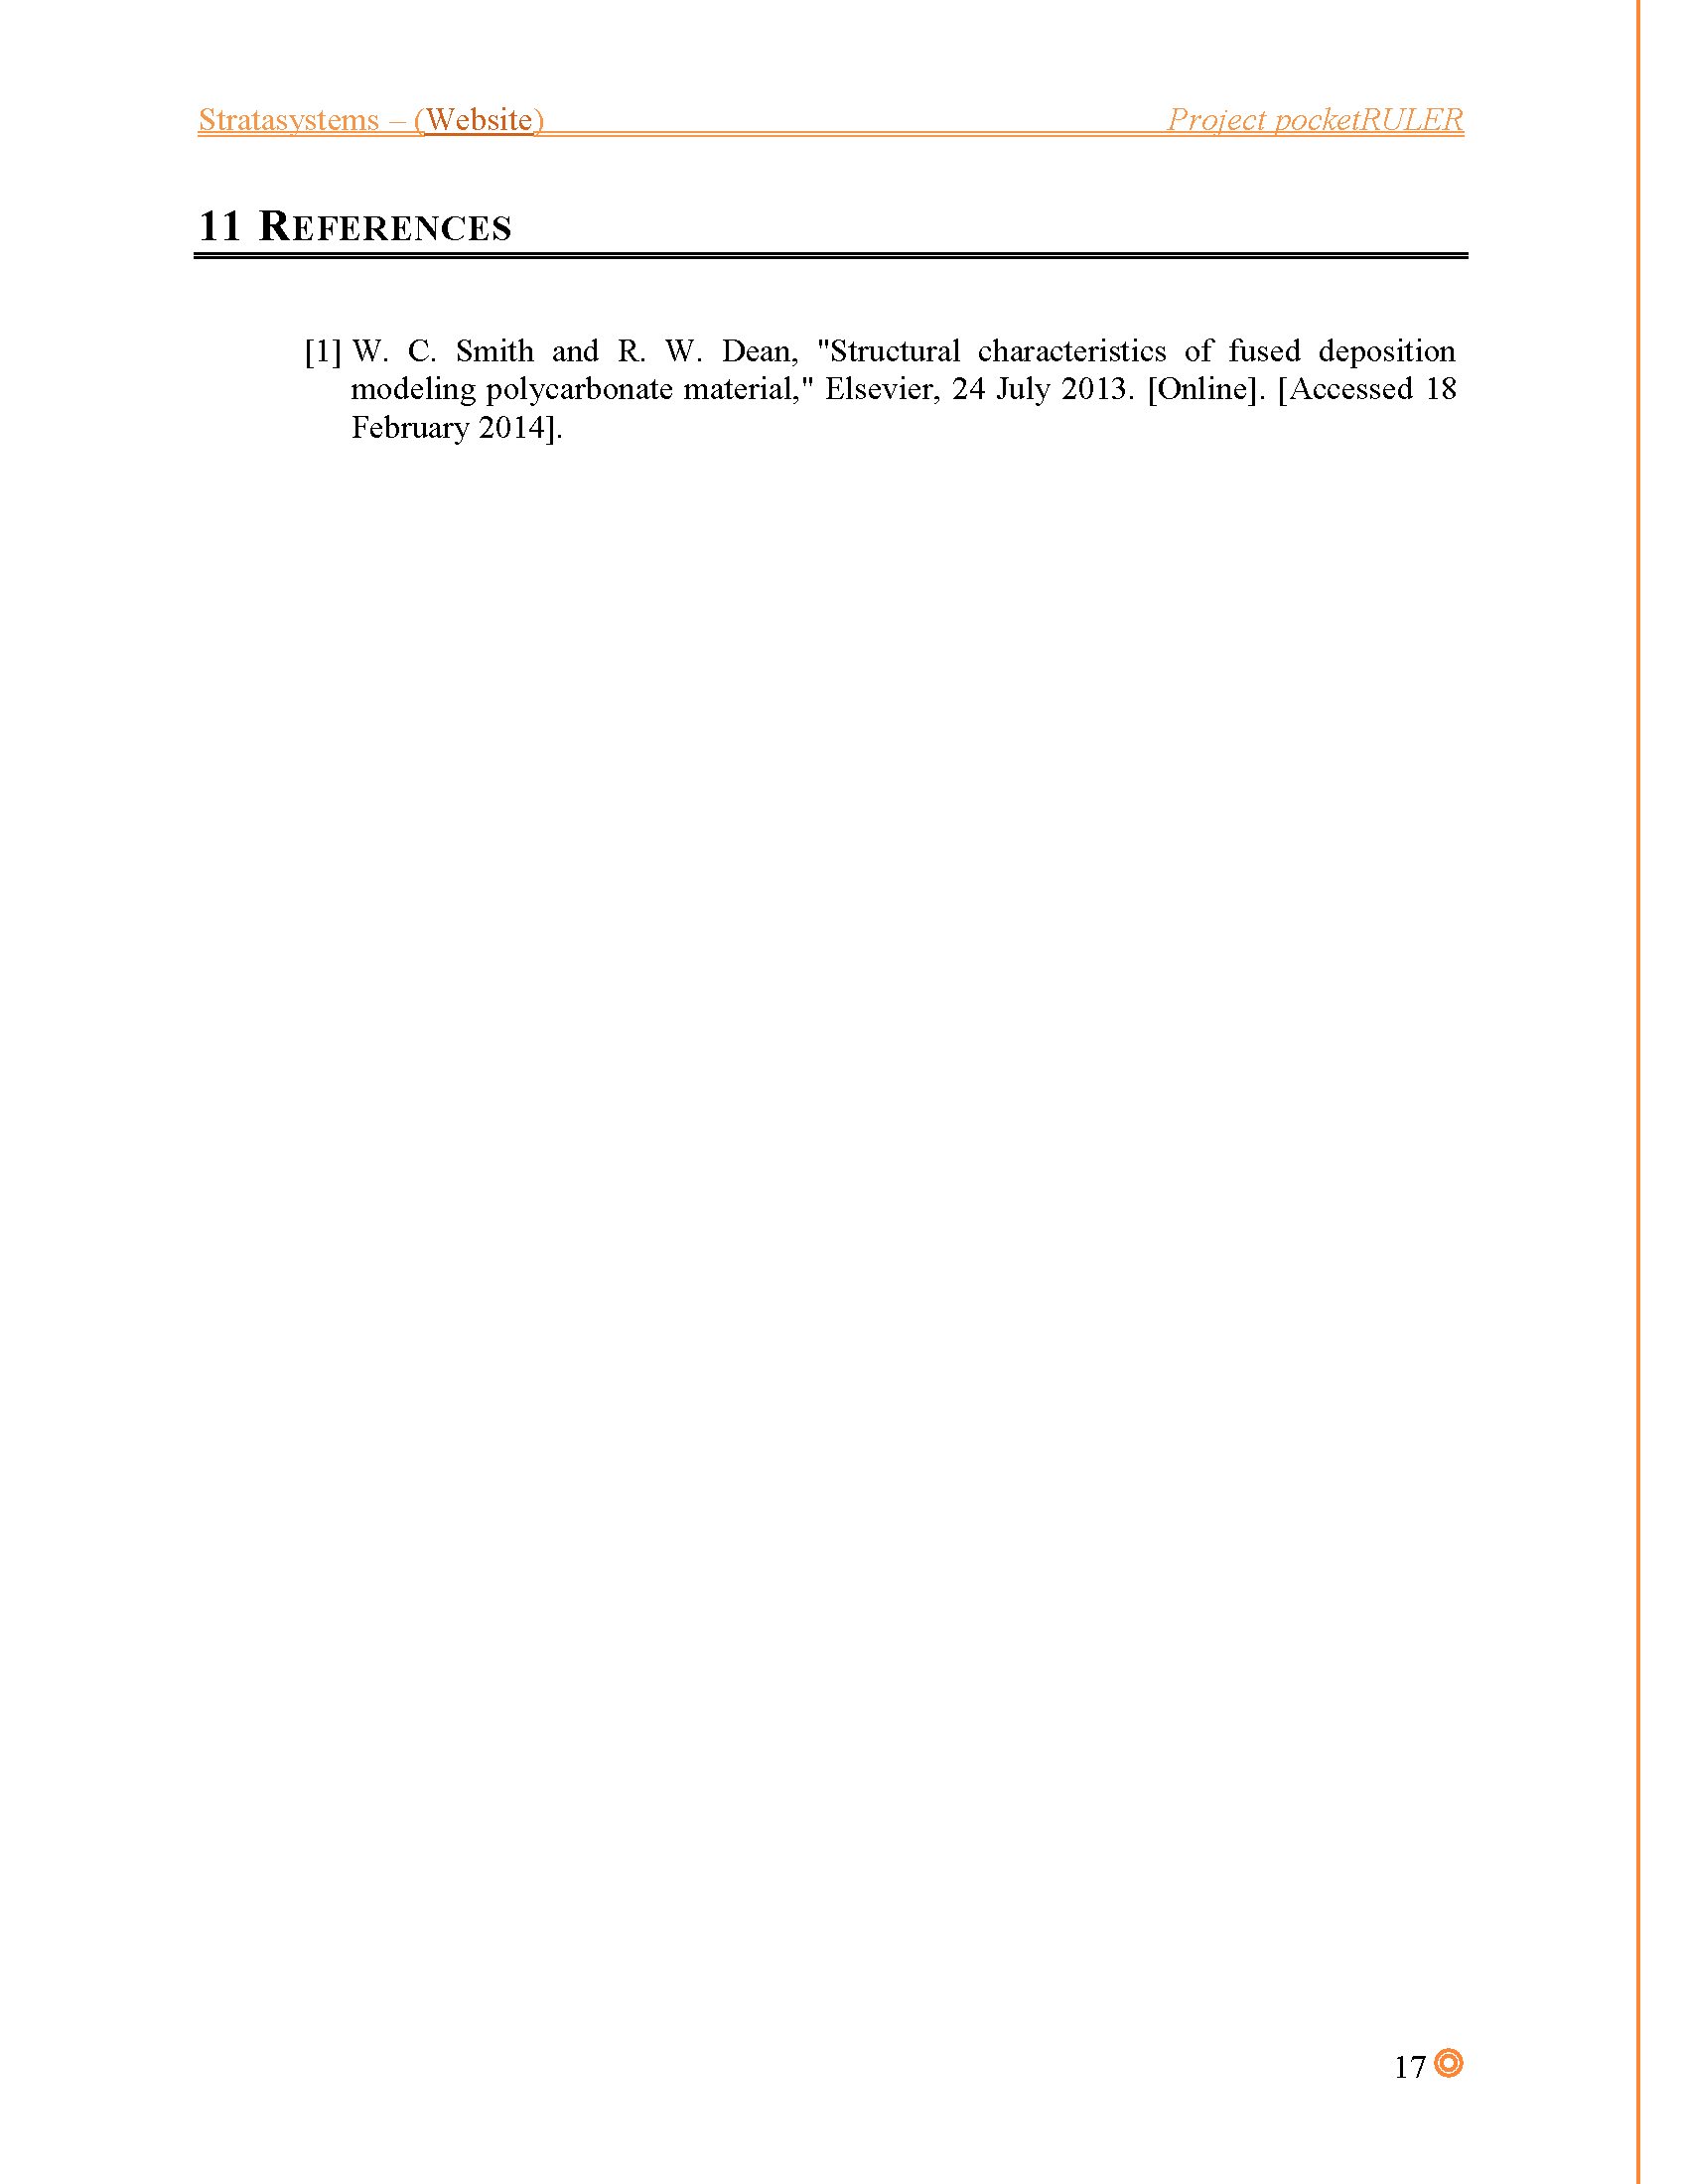 Stratasystems – (Website) Project pocketRULER
11 REFERENCES
[1] W. C. Smith and R. W. Dean, "Structural characteristics of fused deposition
modeling polycarbonate material," Elsevier, 24 July 2013. [Online]. [Accessed 18
February 2014].
17